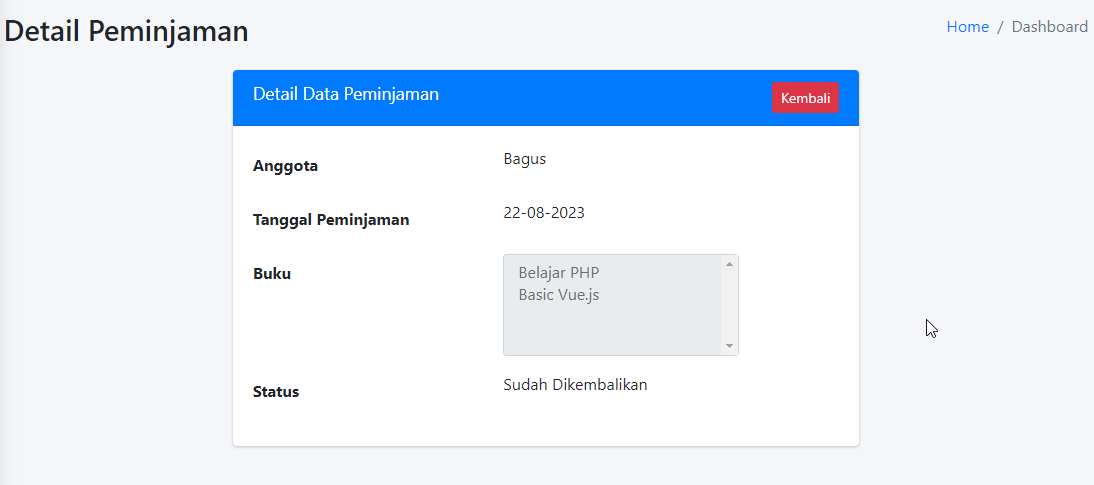 Detail Peminjaman
Home / Dashboard
Detail Data Peminjaman
Kembali
Anggota
Bagus
Tanggal Peminjaman
22-08-2023
Buku
Belajar PHP
Basic Vue.js
Status
Sudah Dikembalikan